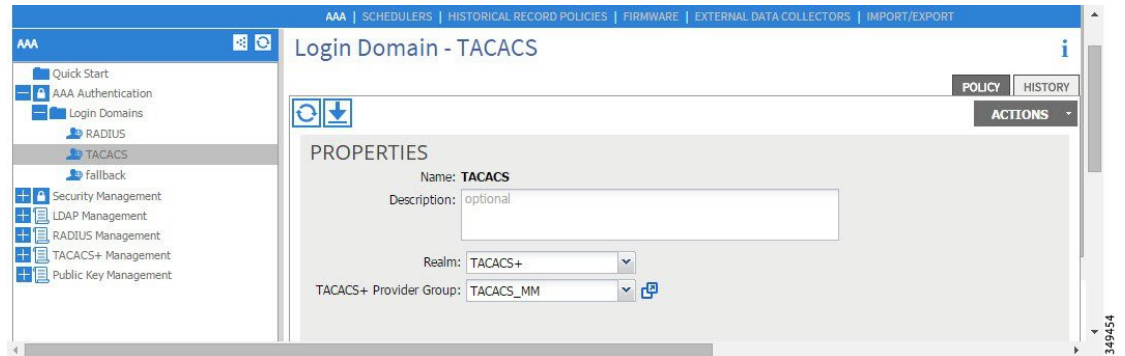 AAA | SCHEDULERS | HISTORICAL RECORD POLICIES | FIRMWARE | EXTERNAL DATA COLLECTORS | IMPORT/EXPORT
AAA
Quick Start
AAA Authentication
Login Domains
RADIUS
TACACS
fallback
Security Management
LDAP Management
RADIUS Management
TACACS+ Management
Public Key Management
Login Domain - TACACS
i
POLICY HISTORY
ACTIONS
PROPERTIES
Name: TACACS
Description: optional
Realm: TACACS+
TACACS+ Provider Group: TACACS_MM
349454